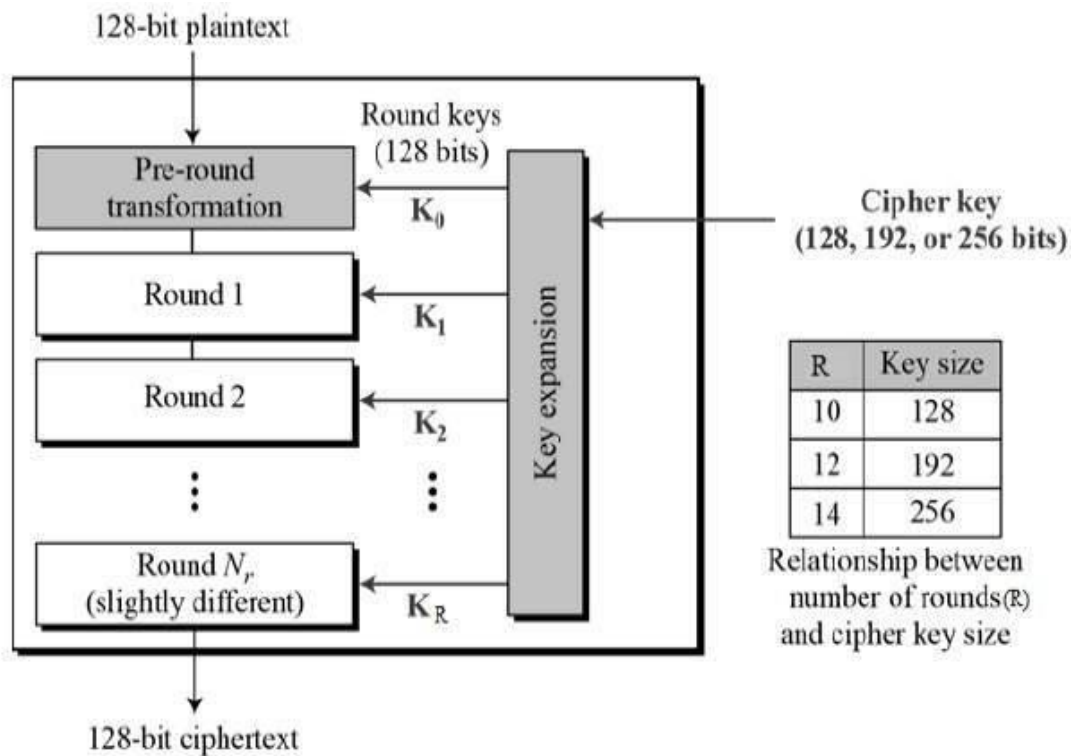 128-bit plaintext
Round keys
(128 bits)
Pre-round
transformation
K0
Cipher key
(128, 192, or 256 bits)
Round 1
K1
Round 2
K2
Key expansion
R Key size
10 128
12 192
14 256
Round Nr
(slightly different)
KR
Relationship between
number of rounds(R)
and cipher key size
128-bit ciphertext